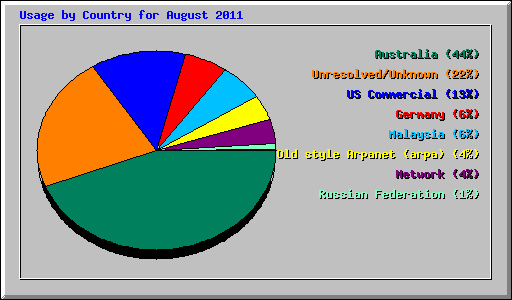 Usage by Country for August 2011
Australia (44%)
Unresolved/Unknown (22%)
US Commercial (13%)
Germany (6%)
Malaysia (6%)
Old style Arpanet (arpa) (4%)
Network (4%)
Russian Federation (1%)